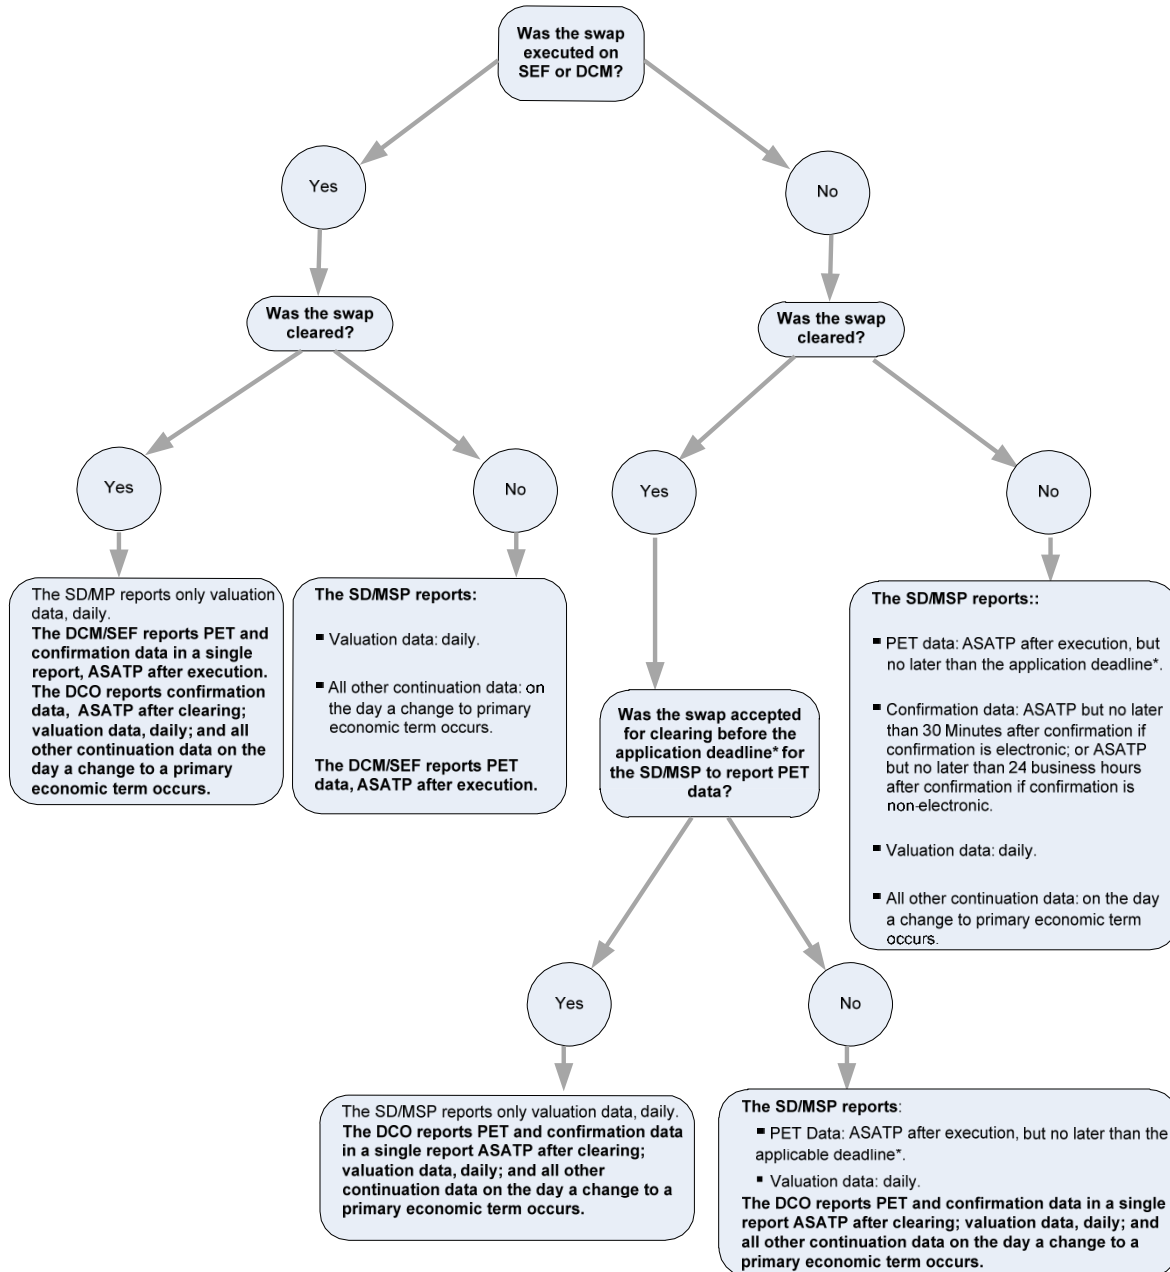 Was the swap
executed on
SEF or DCM?
Yes
No
Was the swap
cleared?
Was the swap
cleared?
Yes
No
Yes
No
The SD/MP reports only valuation
data, daily.
The DCM/SEF reports PET and
confirmation data in a single
report, ASATP after execution.
The DCO reports confirmation
data, ASATP after clearing;
valuation data, daily; and all
other continuation data on the
day a change to a primary
economic term occurs.
The SD/MSP reports:
▪ Valuation data: daily.
▪ All other continuation data: on
the day a change to primary
economic term occurs.
The DCM/SEF reports PET
data, ASATP after execution.
Was the swap accepted
for clearing before the
application deadline* for
the SD/MSP to report PET
data?
The SD/MSP reports::
▪ PET data: ASATP after execution, but
no later than the application deadline*.
▪ Confirmation data: ASATP but no later
than 30 Minutes after confirmation if
confirmation is electronic; or ASATP
but no later than 24 business hours
after confirmation if confirmation is
non-electronic.
▪ Valuation data: daily.
▪ All other continuation data: on the day
a change to primary economic term
occurs.
Yes
No
The SD/MSP reports only valuation data, daily.
The DCO reports PET and confirmation data
in a single report ASATP after clearing;
valuation data, daily; and all other
continuation data on the day a change to a
primary economic term occurs.
The SD/MSP reports:
▪ PET Data: ASATP after execution, but no later than the
applicable deadline*.
▪ Valuation data: daily.
The DCO reports PET and confirmation data in a single
report ASATP after clearing; valuation data, daily; and
all other continuation data on the day a change to a
primary economic term occurs.